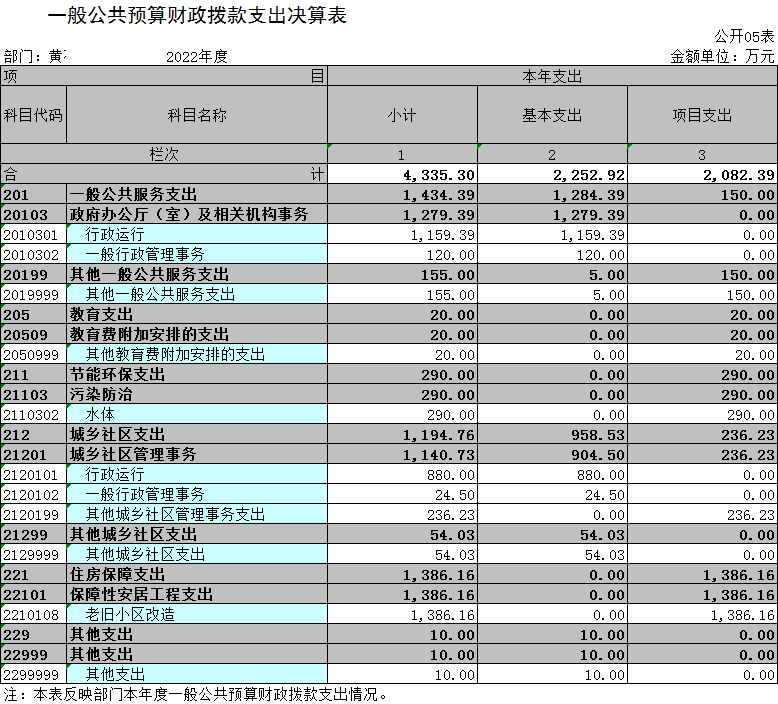 一般公共预算财政拨款支出决算表
公开05表
部门：黄 2022年度 金额单位：万元
项 目 本年支出
科目代码 科目名称 小计 基本支出 项目支出
栏次 1 2 3
合 计 4,335.30 2,252.92 2,082.39
201 一般公共服务支出 1,434.39 1,284.39 150.00
20103 政府办公厅（室）及相关机构事务 1,279.39 1,279.39 0.00
2010301 行政运行 1,159.39 1,159.39 0.00
2010302 一般行政管理事务 120.00 120.00 0.00
20199 其他一般公共服务支出 155.00 5.00 150.00
2019999 其他一般公共服务支出 155.00 5.00 150.00
205 教育支出 20.00 0.00 20.00
20509 教育费附加安排的支出 20.00 0.00 20.00
2050999 其他教育费附加安排的支出 20.00 0.00 20.00
211 节能环保支出 290.00 0.00 290.00
21103 污染防治 290.00 0.00 290.00
2110302 水体 290.00 0.00 290.00
212 城乡社区支出 1,194.76 958.53 236.23
21201 城乡社区管理事务 1,140.73 904.50 236.23
2120101 行政运行 880.00 880.00 0.00
2120102 一般行政管理事务 24.50 24.50 0.00
2120199 其他城乡社区管理事务支出 236.23 0.00 236.23
21299 其他城乡社区支出 54.03 54.03 0.00
2129999 其他城乡社区支出 54.03 54.03 0.00
221 住房保障支出 1,386.16 0.00 1,386.16
22101 保障性安居工程支出 1,386.16 0.00 1,386.16
2210108 老旧小区改造 1,386.16 0.00 1,386.16
229 其他支出 10.00 10.00 0.00
22999 其他支出 10.00 10.00 0.00
2299999 其他支出 10.00 10.00 0.00
注：本表反映部门本年度一般公共预算财政拨款支出情况。